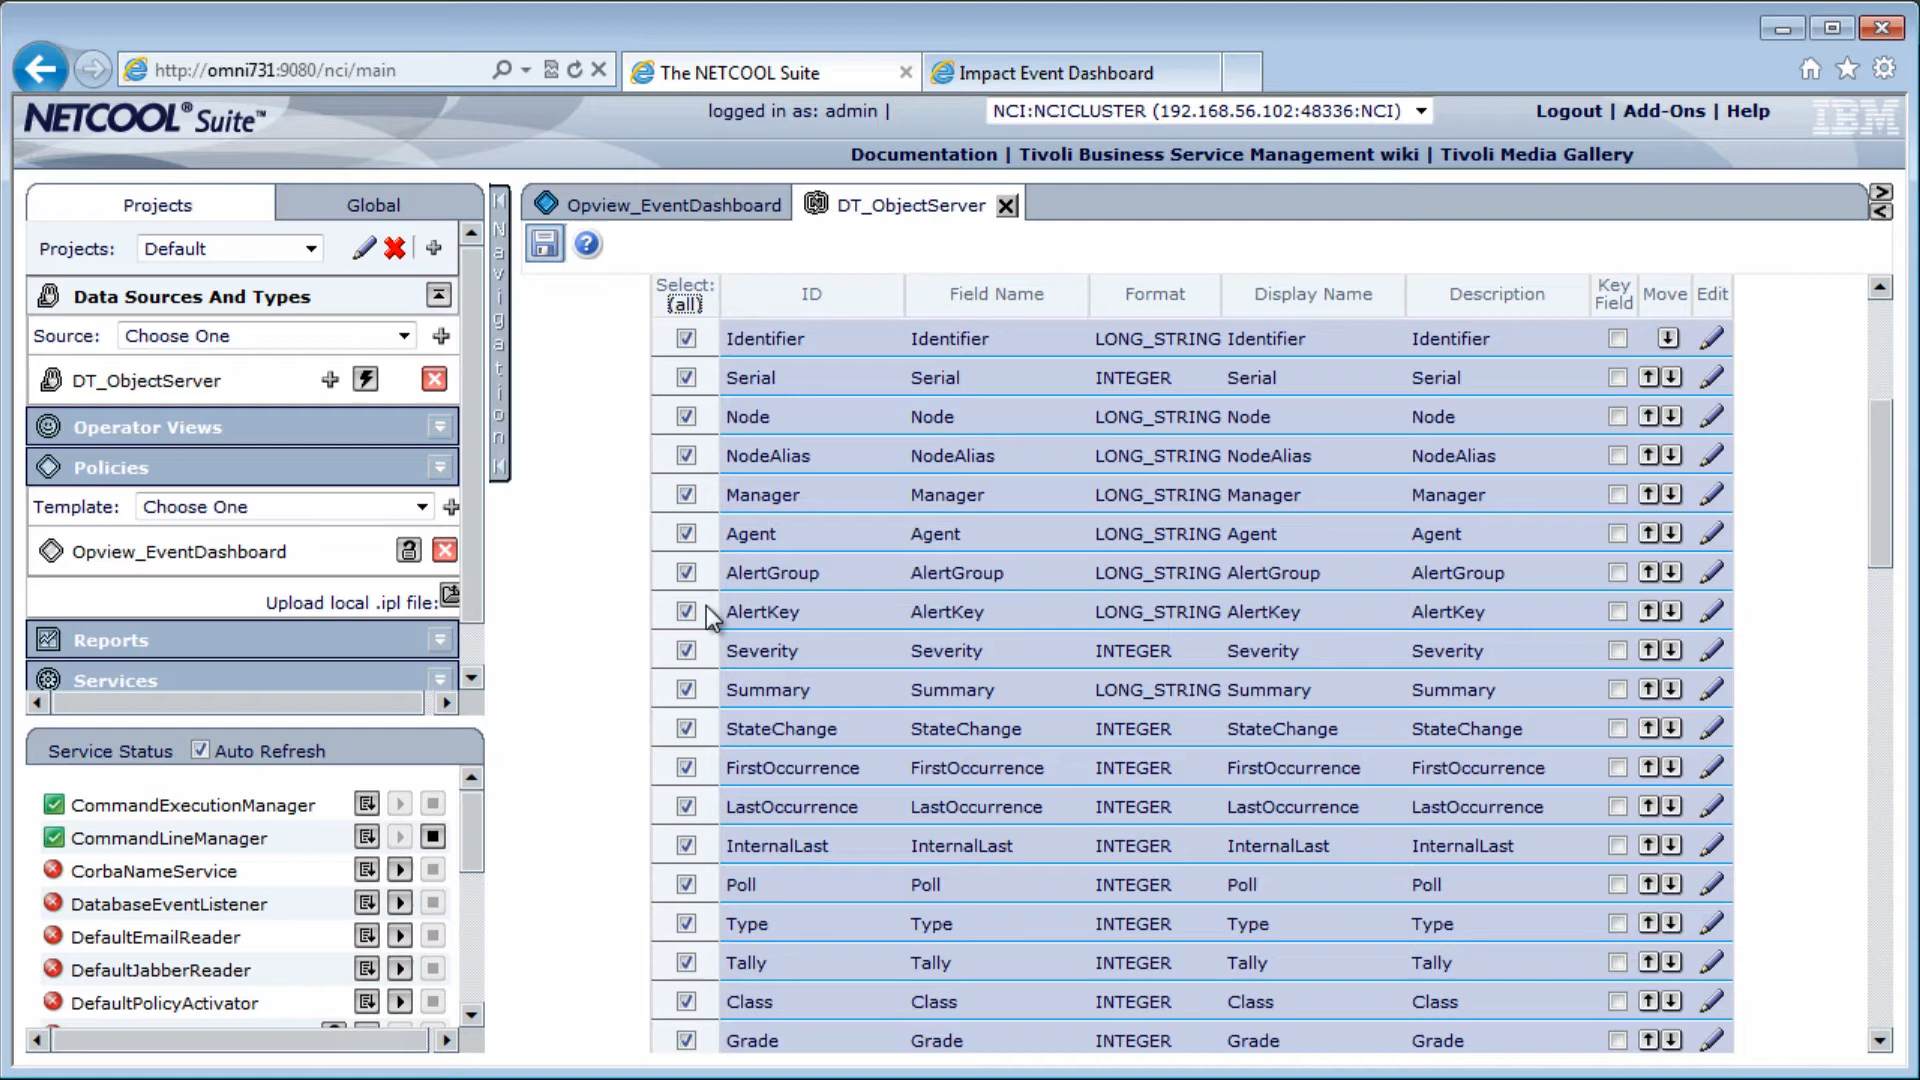 http://omni731:9080/nci/main
The NETCOOL Suite
Impact Event Dashboard
NETCOOL® Suite™
logged in as: admin |
NCI:NCICLUSTER (192.168.56.102:48336:NCI)
Logout | Add-Ons | Help
IBM
Documentation | Tivoli Business Service Management wiki | Tivoli Media Gallery
Projects
Global
Projects: Default
Data Sources And Types
Source: Choose One
DT_ObjectServer
Operator Views
Policies
Template: Choose One
Opview_EventDashboard
Upload local .ipl file:
Reports
Services
Service Status
Auto Refresh
CommandExecutionManager
CommandLineManager
CorbaNameService
DatabaseEventListener
DefaultEmailReader
DefaultJabberReader
DefaultPolicyActivator
Navigation
Opview_EventDashboard
DT_ObjectServer
Select: (all) ID Field Name Format Display Name Description Key Field Move Edit
Identifier Identifier LONG_STRING Identifier Identifier
Serial Serial INTEGER Serial Serial
Node Node LONG_STRING Node Node
NodeAlias NodeAlias LONG_STRING NodeAlias NodeAlias
Manager Manager LONG_STRING Manager Manager
Agent Agent LONG_STRING Agent Agent
AlertGroup AlertGroup LONG_STRING AlertGroup AlertGroup
AlertKey AlertKey LONG_STRING AlertKey AlertKey
Severity Severity INTEGER Severity Severity
Summary Summary LONG_STRING Summary Summary
StateChange StateChange INTEGER StateChange StateChange
FirstOccurrence FirstOccurrence INTEGER FirstOccurrence FirstOccurrence
LastOccurrence LastOccurrence INTEGER LastOccurrence LastOccurrence
InternalLast InternalLast INTEGER InternalLast InternalLast
Poll Poll INTEGER Poll Poll
Type Type INTEGER Type Type
Tally Tally INTEGER Tally Tally
Class Class INTEGER Class Class
Grade Grade INTEGER Grade Grade